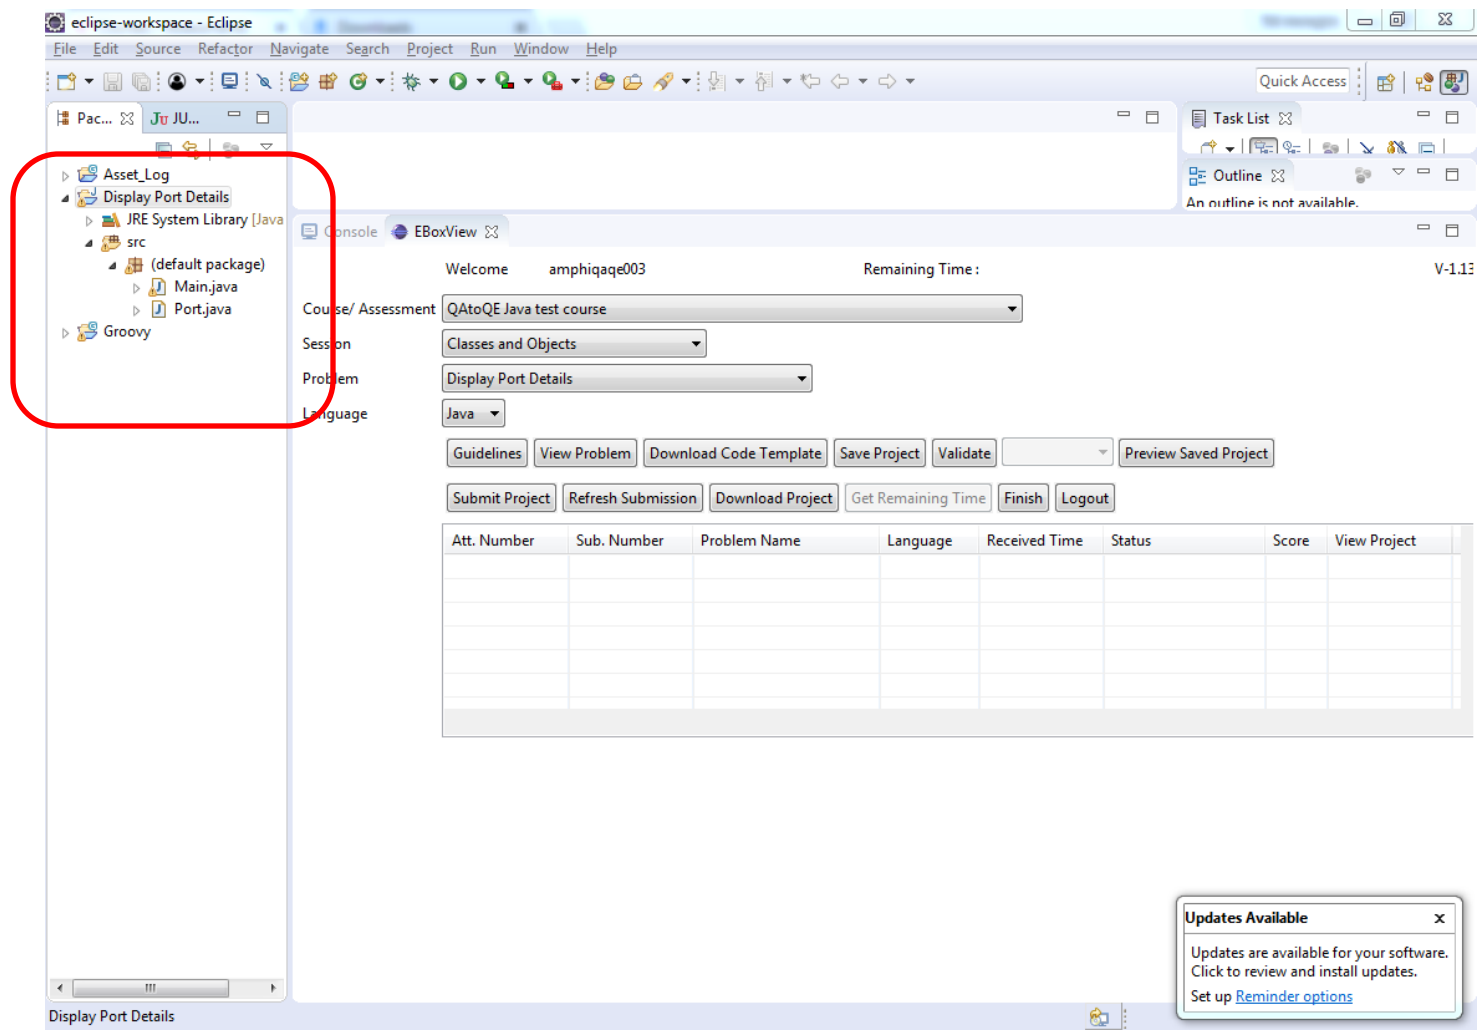 eclipse-workspace - Eclipse
File Edit Source Refactor Navigate Search Project Run Window Help
Quick Access
Pac... Ju JU...
Task List
Asset_Log
Display Port Details
JRE System Library [Java
src
(default package)
Main.java
Port.java
Groovy
Outline
An outline is not available.
Console EBoxView
Welcome amphiqaqe003 Remaining Time : V-1.13
Course/ Assessment QAtoQE Java test course
Session Classes and Objects
Problem Display Port Details
Language Java
Guidelines View Problem Download Code Template Save Project Validate Preview Saved Project
Submit Project Refresh Submission Download Project Get Remaining Time Finish Logout
Att. Number Sub. Number Problem Name Language Received Time Status Score View Project
Updates Available x
Updates are available for your software.
Click to review and install updates.
Set up Reminder options
Display Port Details